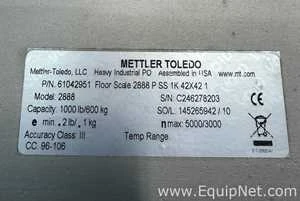 METTLER TOLEDO
Mettler-Toledo, LLC Heavy Industrial PO Assembled in USA www.mt.com
P/N: 61042951 Floor Scale 2888 P SS 1K 42X42 1
Model: 2888 S/N: C246278203
Capacity: 1000 lb/600 kg SO/L: 145265942 / 10
e min = .2 lb/ .1 kg n max= 5000/3000
Accuracy Class: III Temp Range:
CC: 96-106
www.EquipNet.com